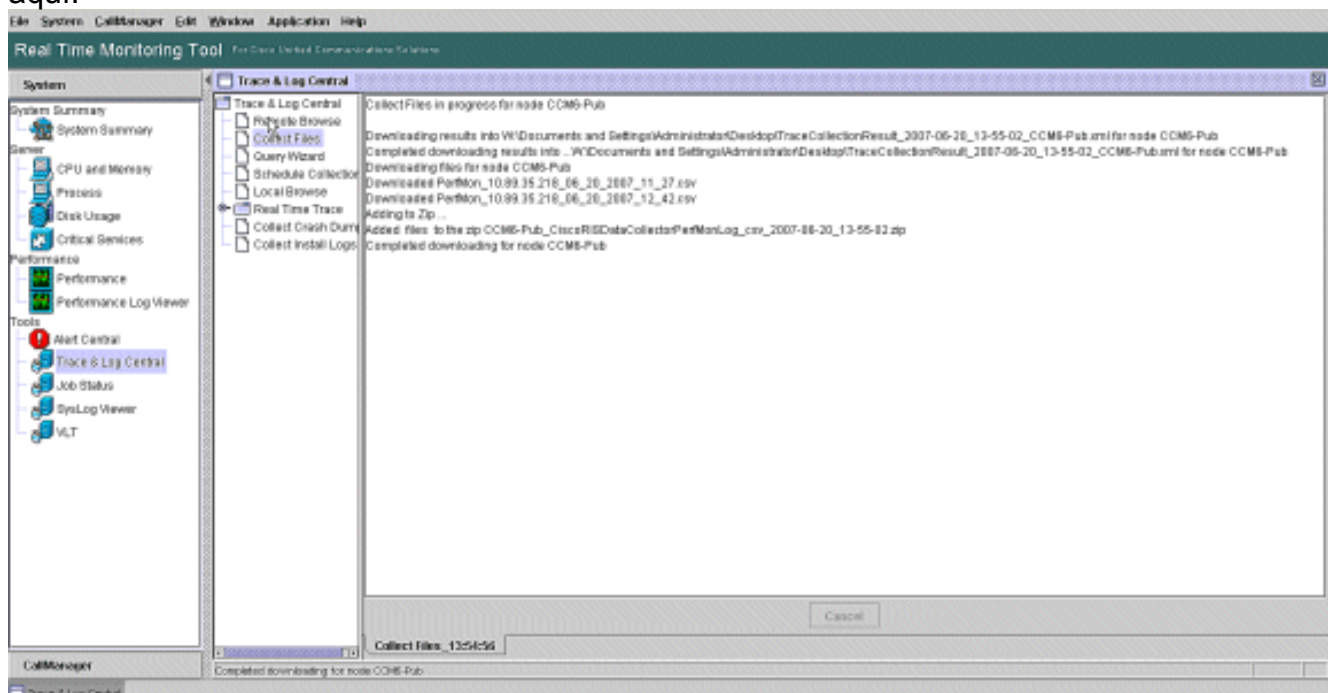 aquí.
File System CallManager Edit Window Application Help
Real Time Monitoring Tool For Cisco Unified Communications Solutions
System
System Summary
System Summary
Server
CPU and Memory
Process
Disk Usage
Critical Services
Performance
Performance
Performance Log Viewer
Tools
Alert Central
Trace & Log Central
Job Status
SysLog Viewer
VLT
CallManager
Trace & Log Central
Trace & Log Central
Remote Browse
Collect Files
Query Wizard
Schedule Collection
Local Browse
Real Time Trace
Collect Crash Dump
Collect Install Logs
Collect Files in progress for node CCM6-Pub
Downloading results into W:\Documents and Settings\Administrator\Desktop\TraceCollectionResult_2007-06-20_13-55-02_CCM6-Pub.xml for node CCM6-Pub
Completed downloading results into ..W:\Documents and Settings\Administrator\Desktop\TraceCollectionResult_2007-06-20_13-55-02_CCM6-Pub.xml for node CCM6-Pub
Downloading files for node CCM6-Pub
Downloaded PerfMon_10.89.35.218_06_20_2007_11_27.csv
Downloaded PerfMon_10.89.35.218_06_20_2007_12_42.csv
Adding to Zip ...
Added files to the zip CCM6-Pub_CiscoRISDataCollectorPerfMonLog_csv_2007-06-20_13-55-02.zip
Completed downloading for node CCM6-Pub
Cancel
Collect Files_13:54:56
Completed downloading for node CCM6-Pub